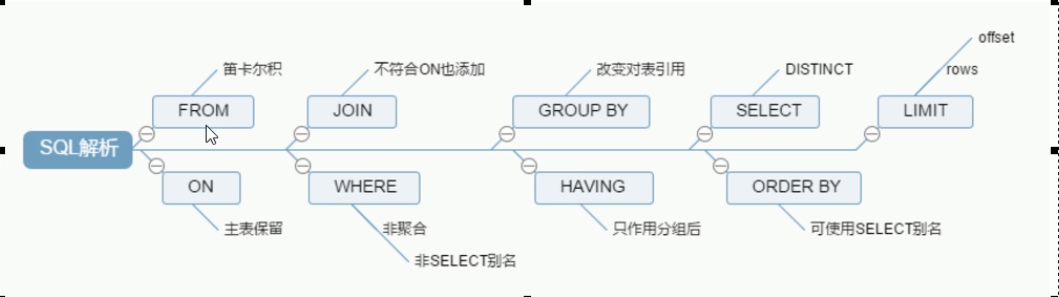 offset
笛卡尔积
不符合ON也添加
改变对表引用
DISTINCT
rows
FROM
JOIN
GROUP BY
SELECT
LIMIT
SQL解析
ON
WHERE
HAVING
ORDER BY
主表保留
非聚合
只作用分组后
可使用SELECT别名
非SELECT别名